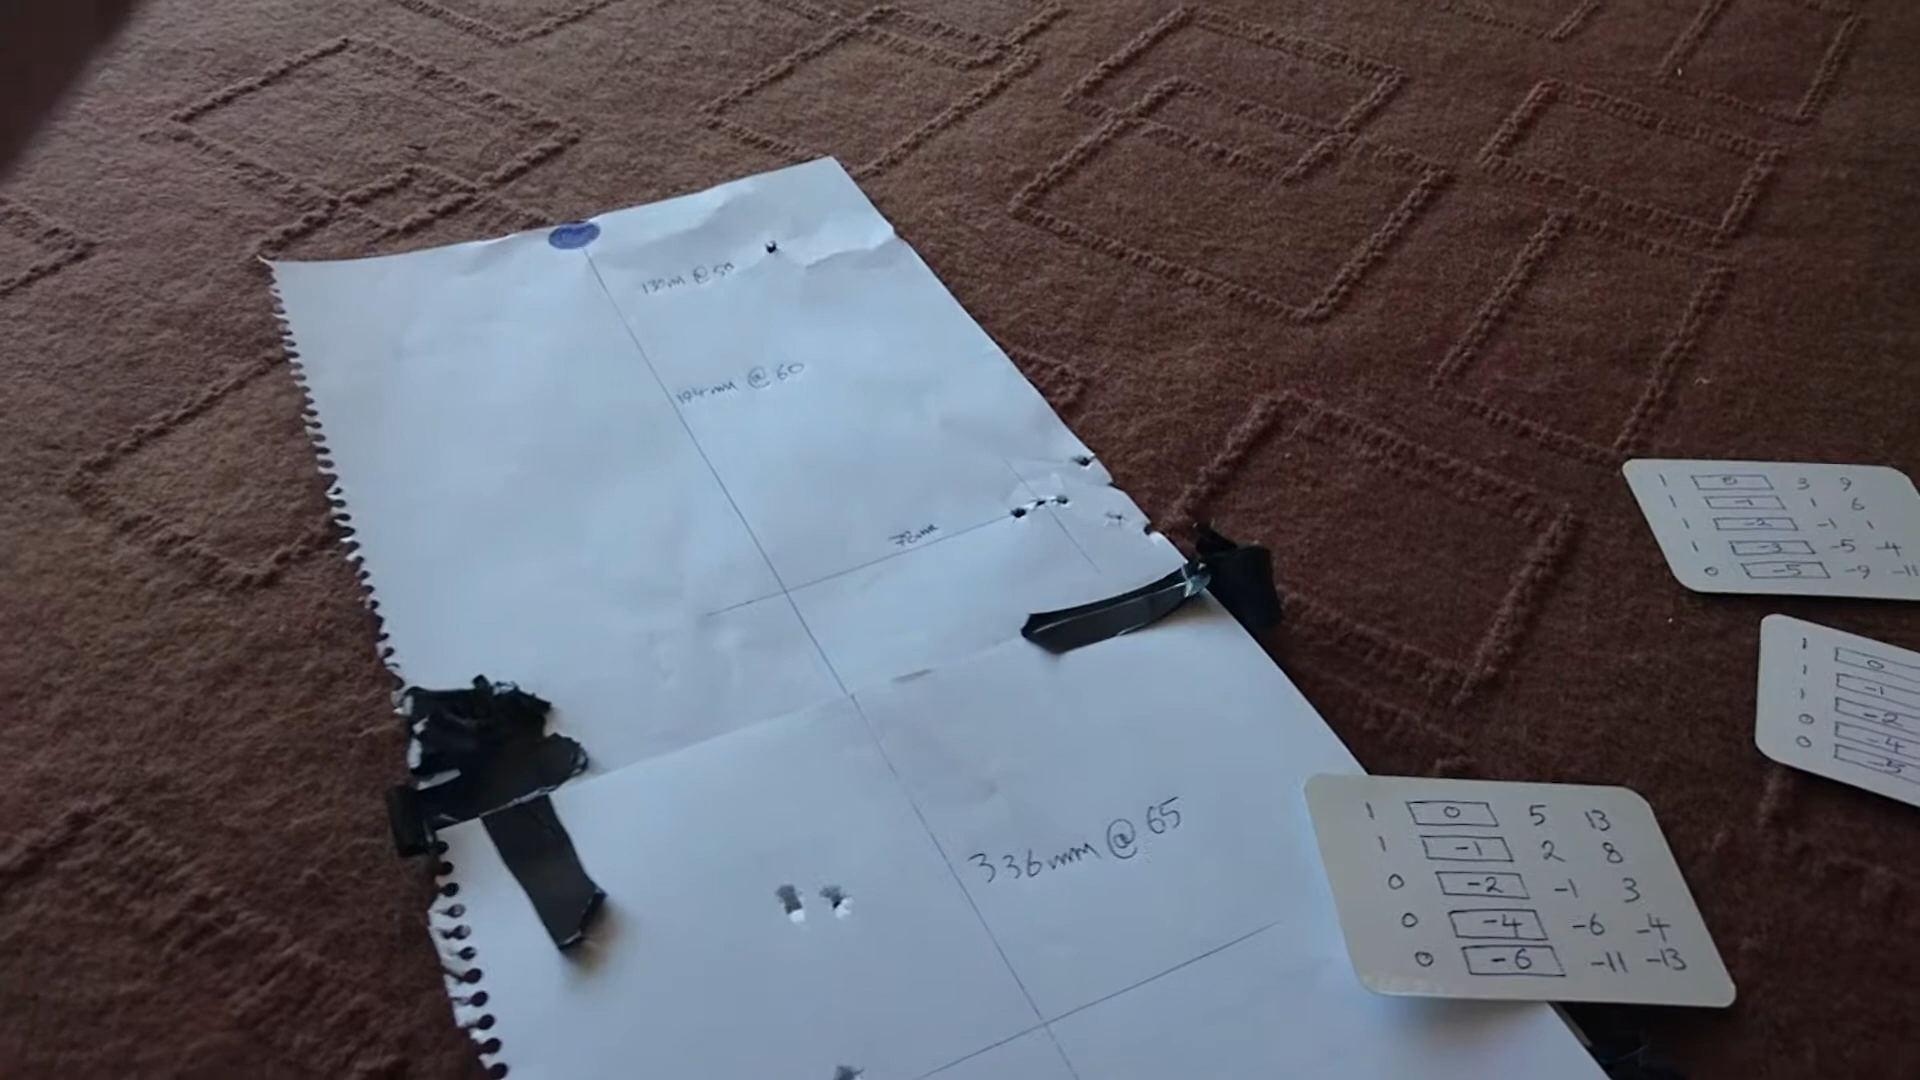 @ 50
194mm @ 60
78mm
336mm @ 65
1 0 3 9
1 -1 1 6
1 -2 -1 1
1 -3 -5 -4
0 -5 -9 -11
1 0
1 -1
1 -2
0 -4
0 -5
1 0 5 13
1 -1 2 8
0 -2 -1 3
0 -4 -6 -4
0 -6 -11 -13